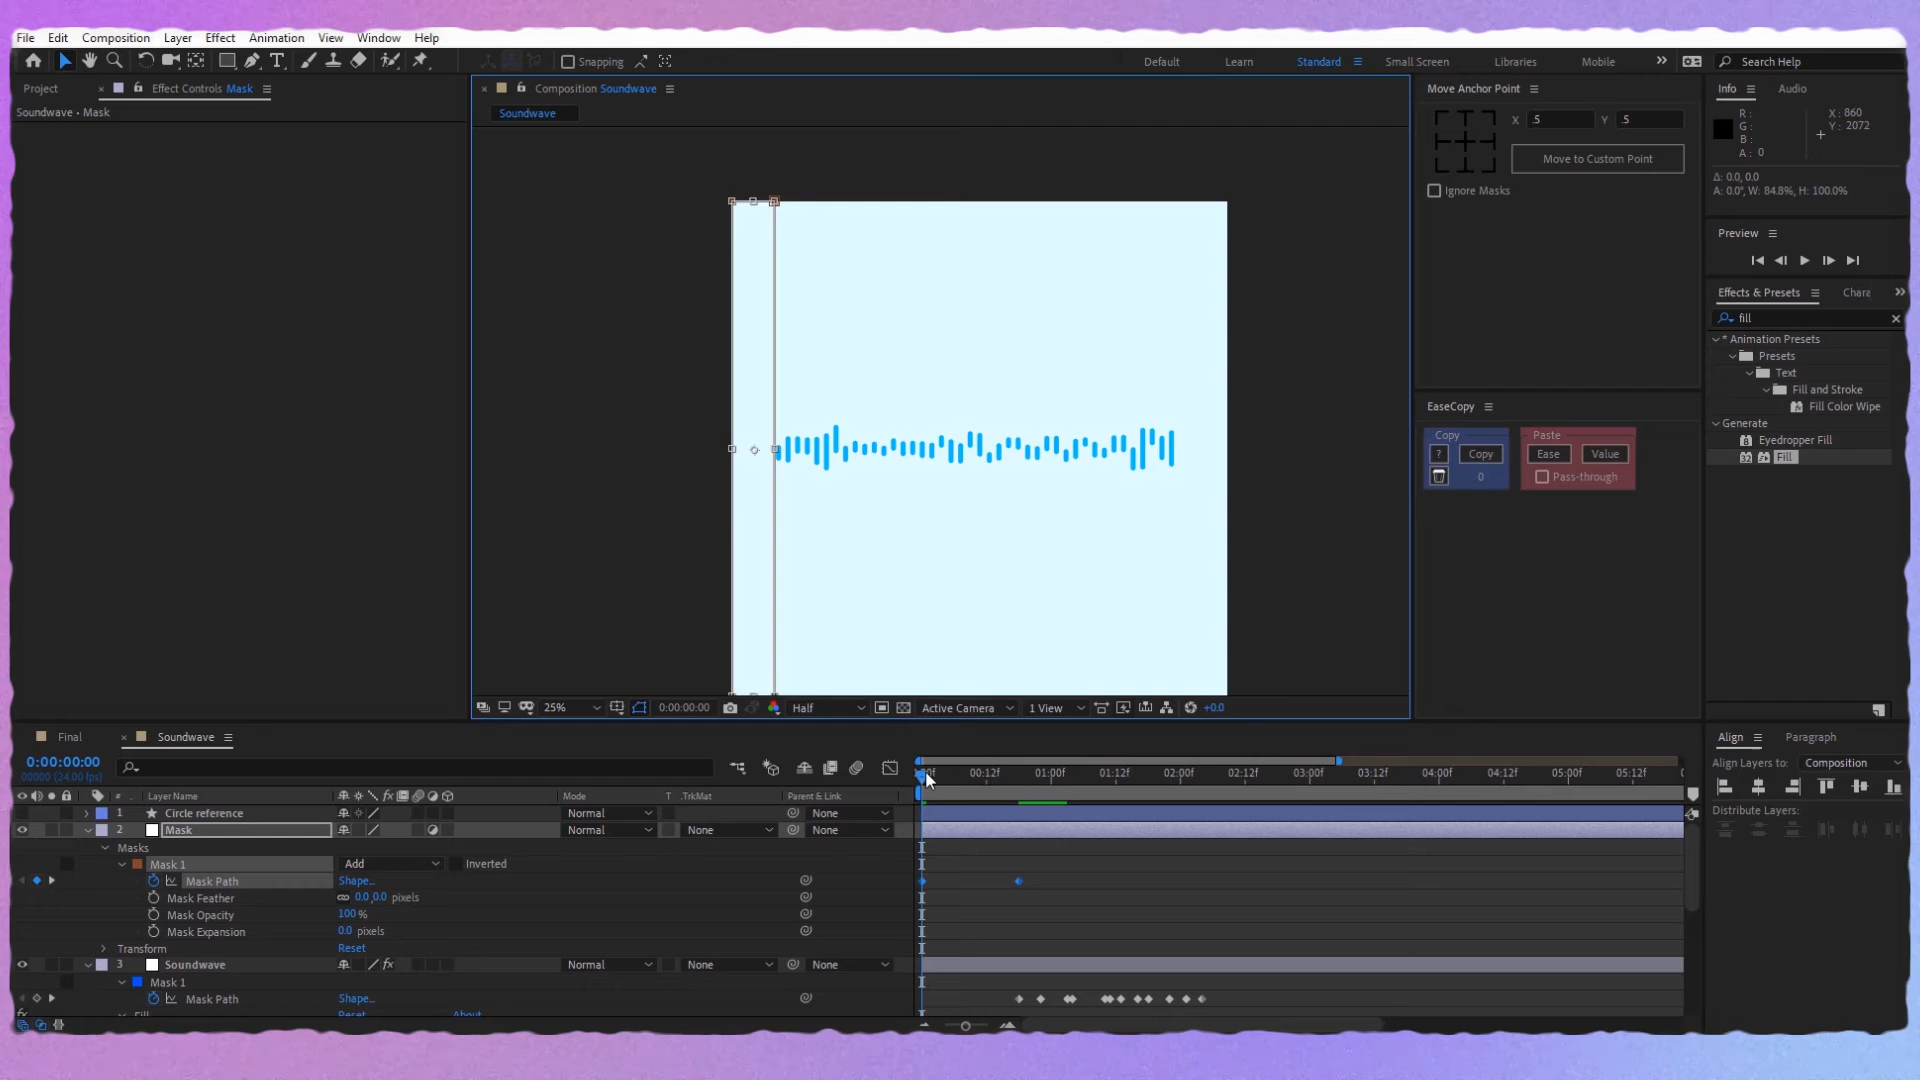 File Edit Composition Layer Effect Animation View Window Help
Snapping
Default Learn Standard Small Screen Libraries Mobile
Search Help
Project
Effect Controls Mask
Soundwave • Mask
Composition Soundwave
Soundwave
Move Anchor Point
X .5 Y .5
Move to Custom Point
Ignore Masks
Info Audio
R :
G :
B :
A : 0
X : 860
Y : 2072
Δ: 0.0, 0.0
A: 0.0°, W: 84.8%, H: 100.0%
Preview
Effects & Presets
fill
* Animation Presets
Presets
Text
Fill and Stroke
Fill Color Wipe
Generate
Eyedropper Fill
Fill
EaseCopy
Copy
? Copy
0
Paste
Ease Value
Pass-through
25% 0:00:00:00 Half Active Camera 1 View +0.0
Final Soundwave
0:00:00:00
00000 (24.00 fps)
00:12f 01:00f 01:12f 02:00f 02:12f 03:00f 03:12f 04:00f 04:12f 05:00f 05:12f
# Layer Name Mode T .TrkMat Parent & Link
1 Circle reference Normal None
2 Mask Normal None None
Masks
Mask 1 Add Inverted
Mask Path Shape...
Mask Feather 0.0,0.0 pixels
Mask Opacity 100 %
Mask Expansion 0.0 pixels
Transform Reset
3 Soundwave Normal None None
Mask 1
Mask Path Shape...
Fill Reset About
Align Paragraph
Align Layers to: Composition
Distribute Layers: